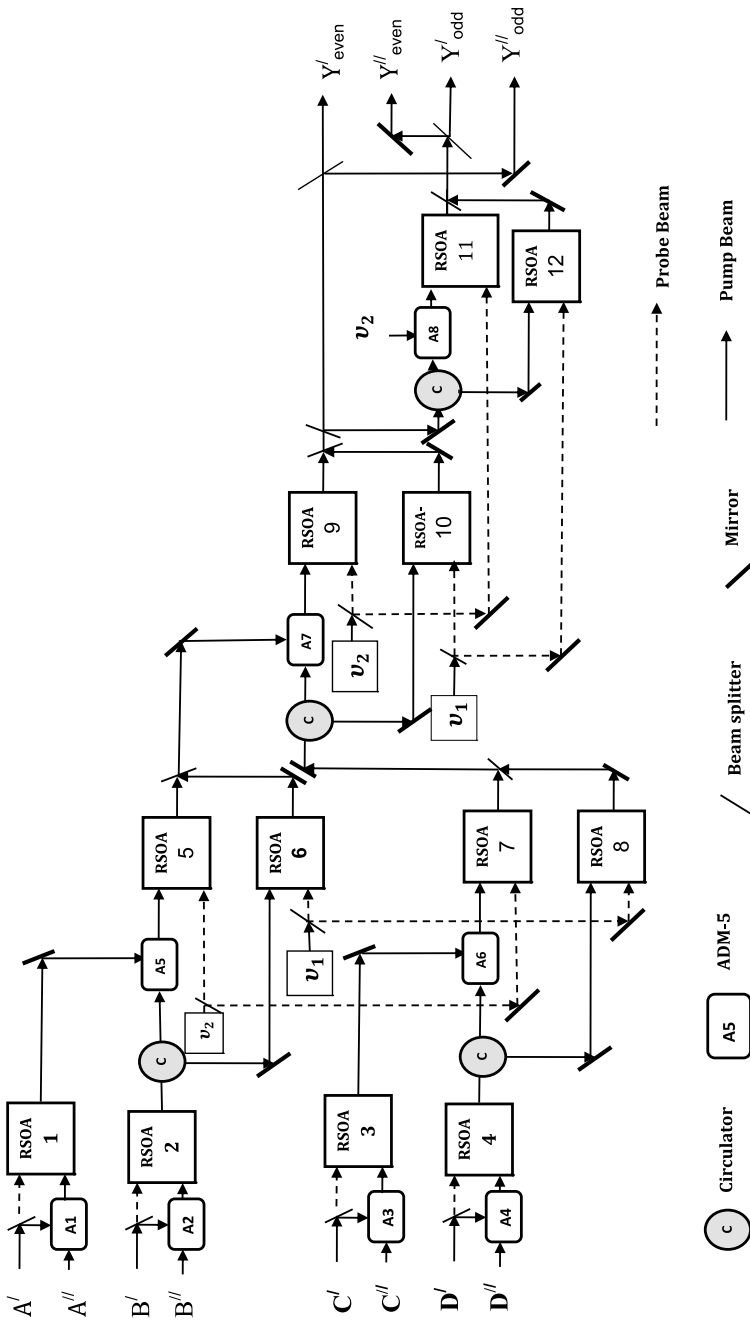 A/
A//
B/
B//
C/
C//
D/
D//
A1
A2
A3
A4
RSOA
1
RSOA
2
RSOA
3
RSOA
4
C
C
A5
A6
υ2
υ1
RSOA
5
RSOA
6
RSOA
7
RSOA
8
C
A7
υ2
υ1
RSOA
9
RSOA-
10
C
A8
υ2
RSOA
11
RSOA
12
Y/even
Y//even
Y/odd
Y//odd
C
Circulator
A5
ADM-5
Beam splitter
Mirror
Pump Beam
Probe Beam